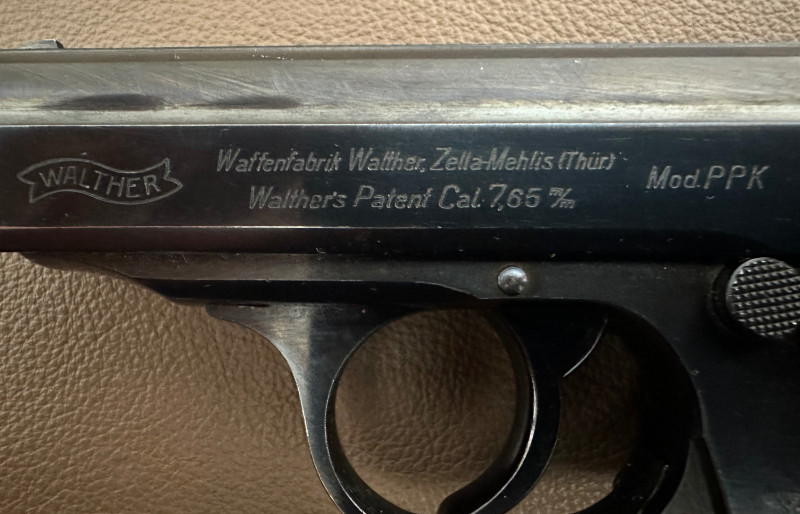 WALTHER
Waffenfabrik Walther, Zella-Mehlis (Thür)
Walther's Patent Cal. 7,65 m/m
Mod. PPK